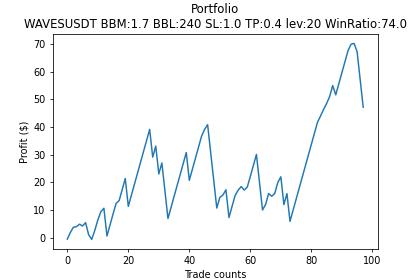 Portfolio
WAVESUSDT BBM:1.7 BBL:240 SL:1.0 TP:0.4 lev:20 WinRatio:74.0
Profit ($)
70
60
50
40
30
20
10
0
0 20 40 60 80 100
Trade counts